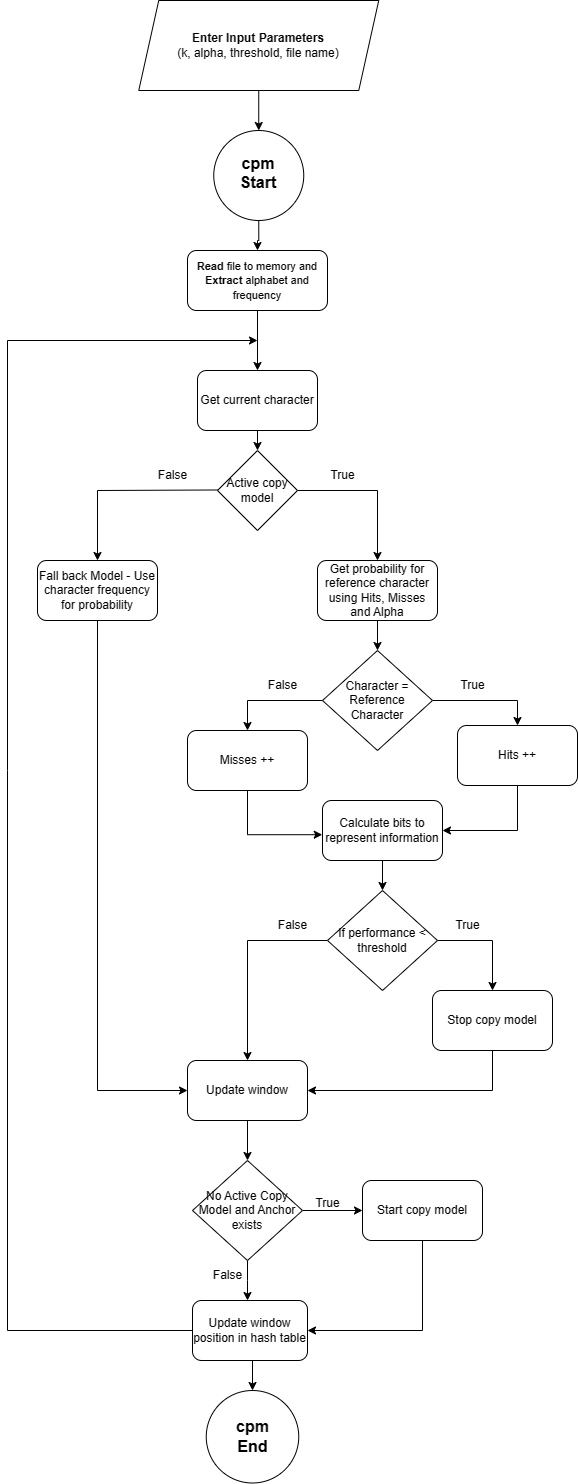 Enter Input Parameters
(k, alpha, threshold, file name)
cpm
Start
Read file to memory and
Extract alphabet and
frequency
Get current character
False
Active copy
model
True
Fall back Model - Use
character frequency
for probability
Get probability for
reference character
using Hits, Misses
and Alpha
False
Character =
Reference
Character
True
Misses ++
Hits ++
Calculate bits to
represent information
False
If performance <
threshold
True
Stop copy model
Update window
No Active Copy
Model and Anchor
exists
True
Start copy model
False
Update window
position in hash table
cpm
End